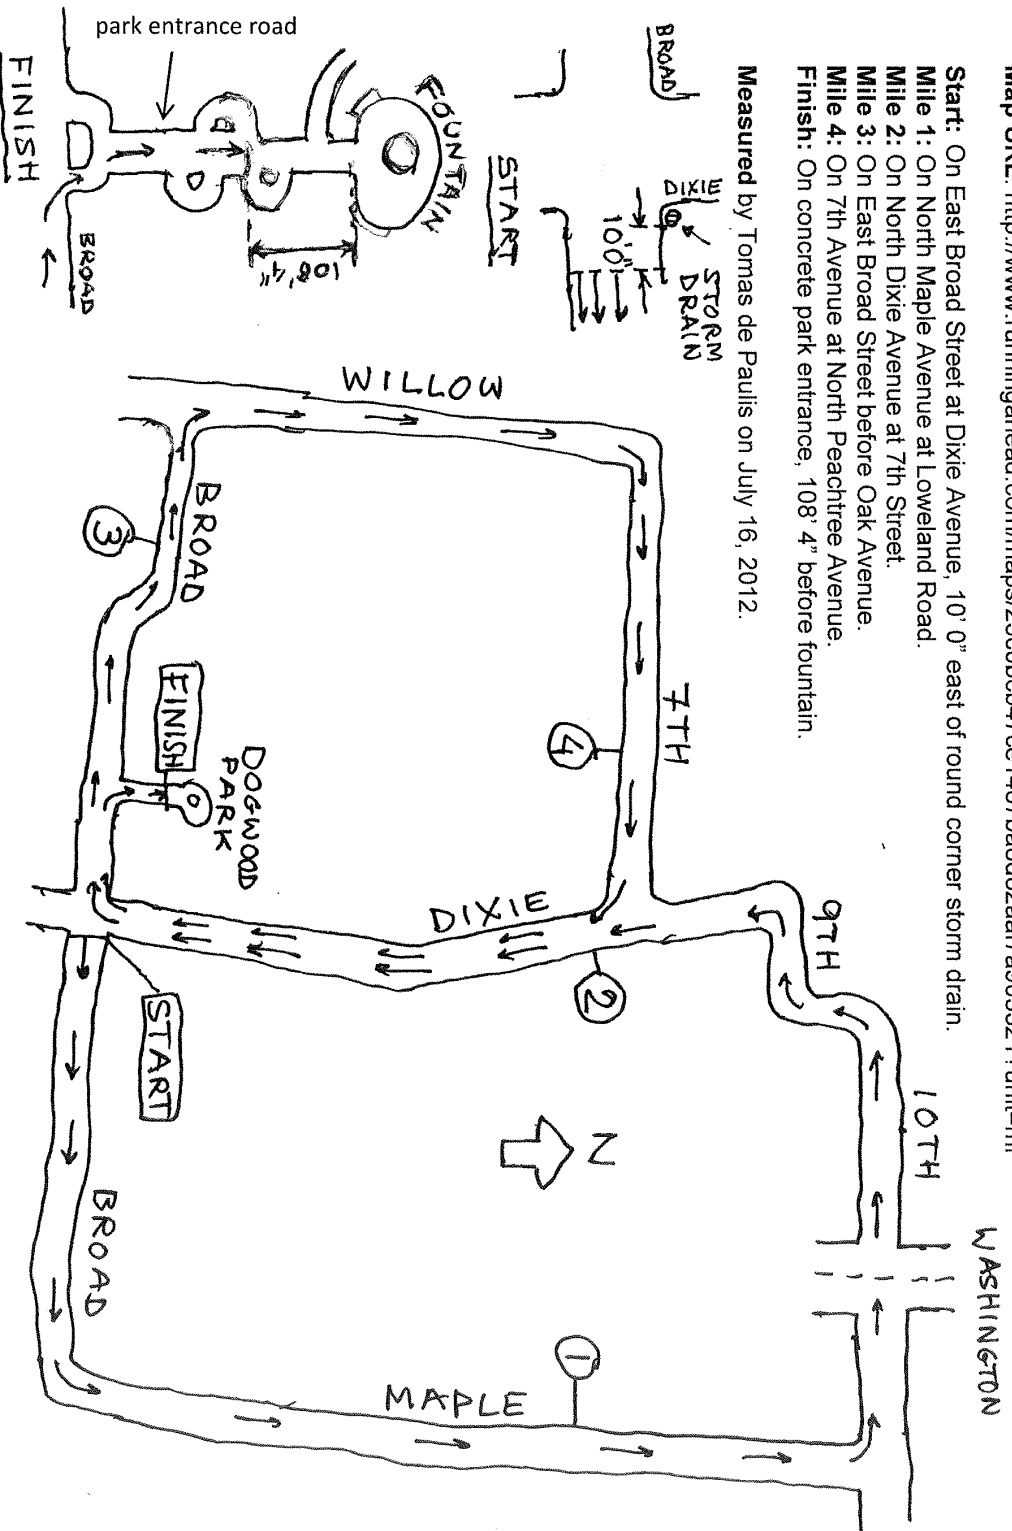 Start: On East Broad Street at Dixie Avenue, 10' 0" east of round corner storm drain.
Mile 1: On North Maple Avenue at Loweland Road.
Mile 2: On North Dixie Avenue at 7th Street.
Mile 3: On East Broad Street before Oak Avenue.
Mile 4: On 7th Avenue at North Peachtree Avenue.
Finish: On concrete park entrance, 108' 4" before fountain.
Measured by Tomas de Paulis on July 16, 2012.
park entrance road
BROAD
DIXIE
10'0"
STORM
DRAIN
START
FOUNTAIN
108'4"
BROAD
FINISH
WILLOW
7TH
9TH
10TH
WASHINGTON
BROAD
3
FINISH
DOGWOOD
PARK
4
DIXIE
2
START
N
BROAD
1
MAPLE